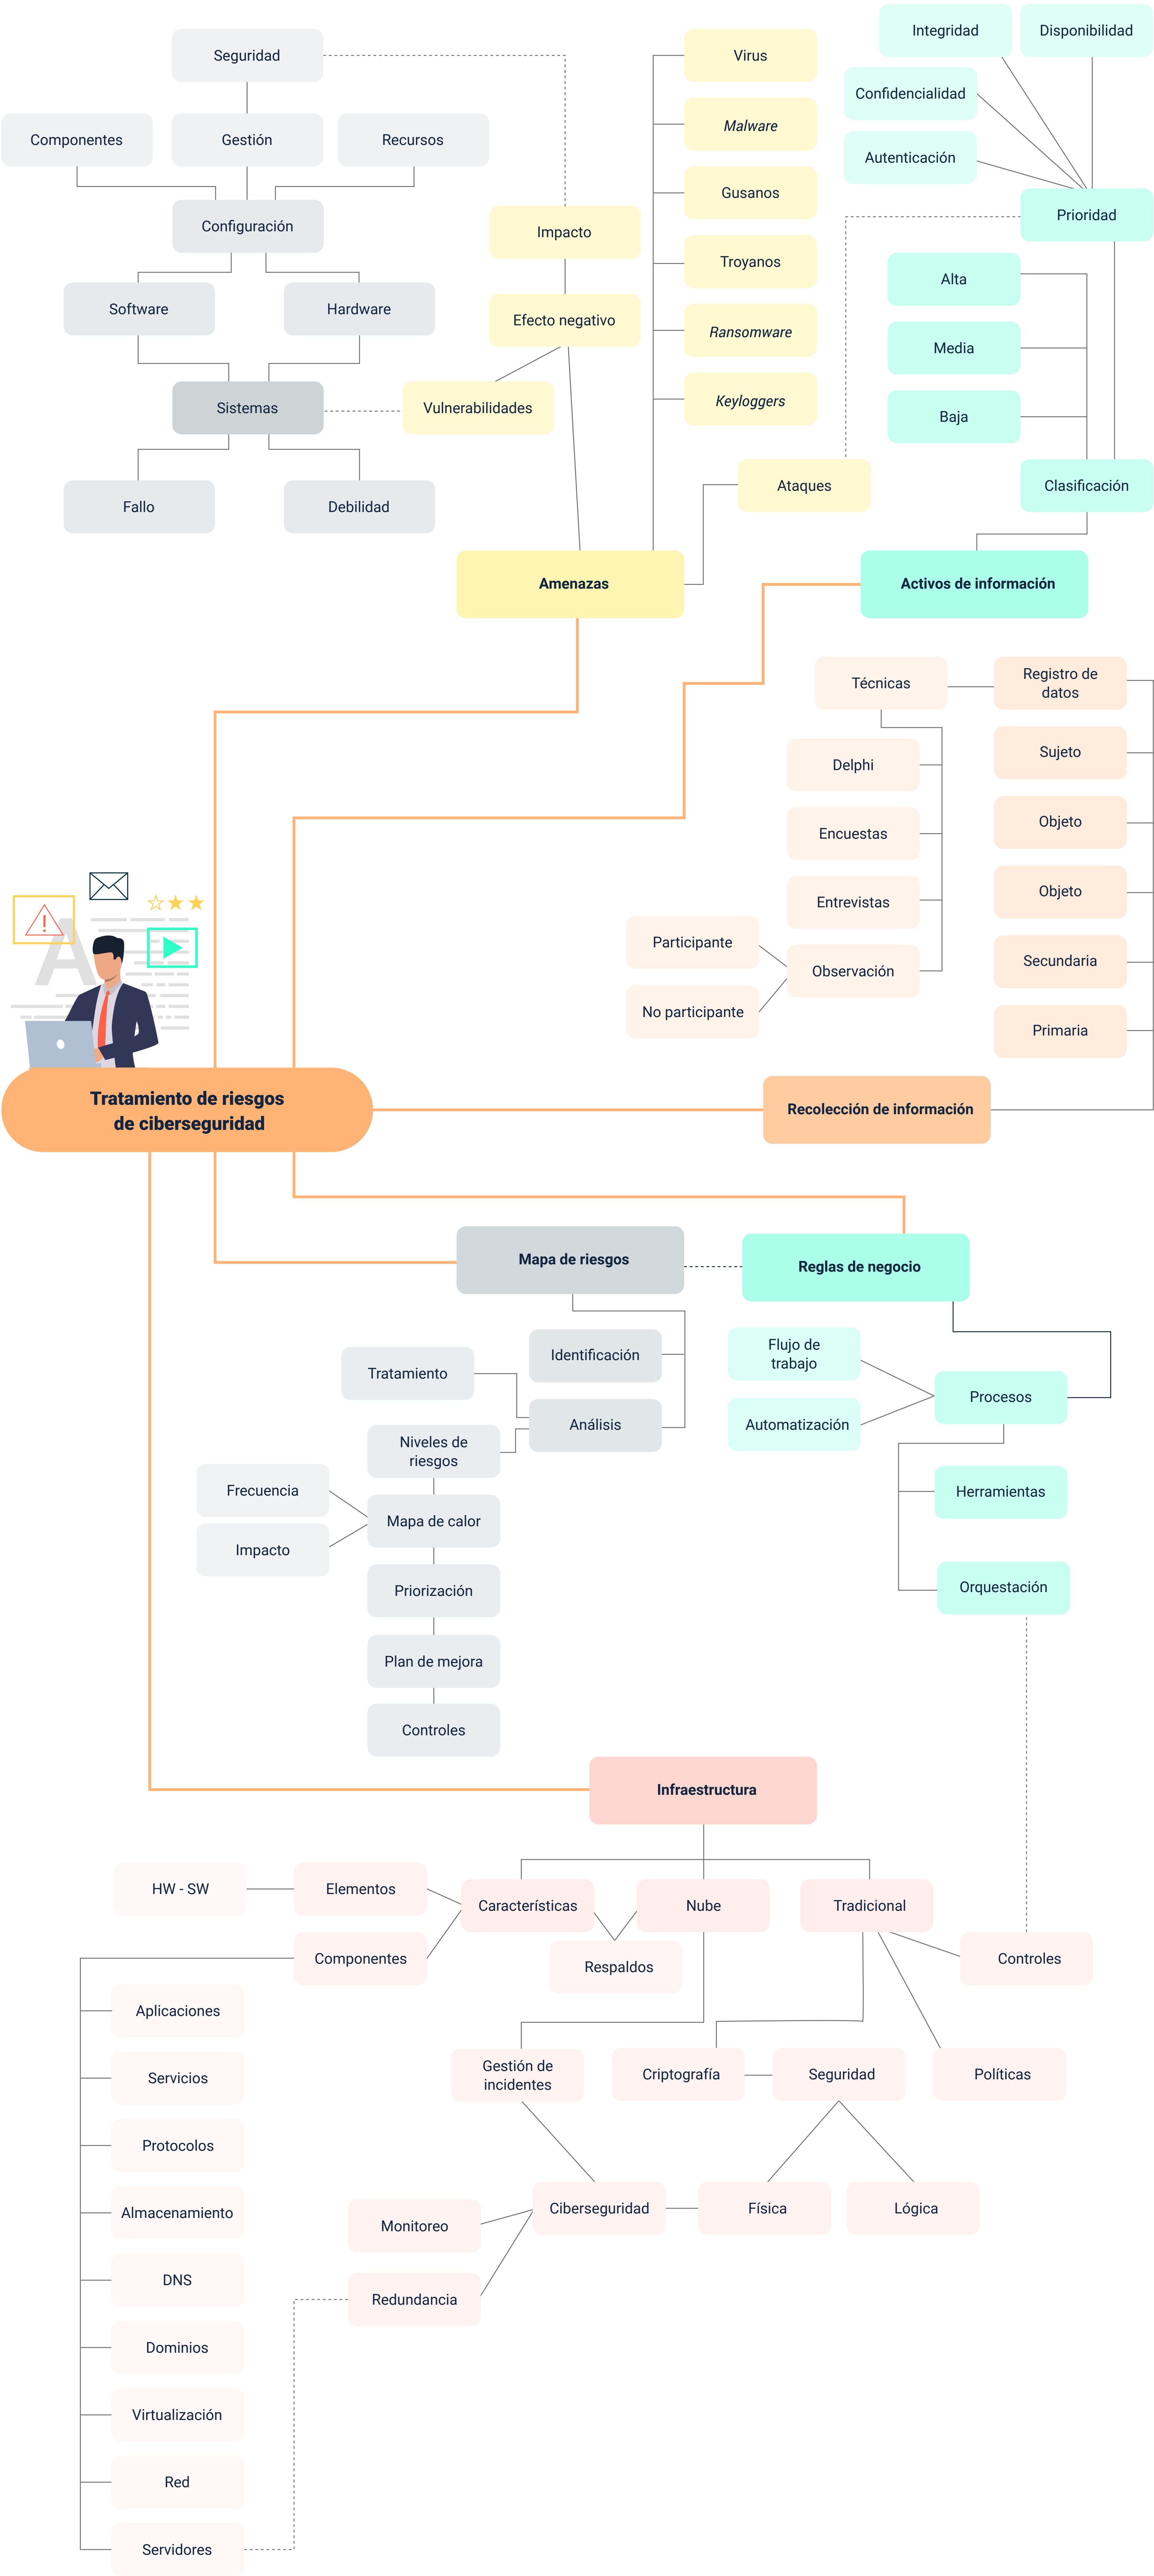 Seguridad
Componentes
Gestión
Recursos
Configuración
Software
Hardware
Sistemas
Fallo
Debilidad
Impacto
Efecto negativo
Vulnerabilidades
Virus
Malware
Gusanos
Troyanos
Ransomware
Keyloggers
Ataques
Amenazas
Integridad
Disponibilidad
Confidencialidad
Autenticación
Prioridad
Alta
Media
Baja
Clasificación
Activos de información
Técnicas
Registro de
datos
Delphi
Sujeto
Encuestas
Objeto
Entrevistas
Objeto
Participante
Observación
Secundaria
No participante
Primaria
A
Tratamiento de riesgos
de ciberseguridad
Recolección de información
Mapa de riesgos
Reglas de negocio
Identificación
Tratamiento
Análisis
Niveles de
riesgos
Frecuencia
Mapa de calor
Impacto
Priorización
Plan de mejora
Controles
Flujo de
trabajo
Procesos
Automatización
Herramientas
Orquestación
Infraestructura
HW - SW
Elementos
Características
Nube
Tradicional
Componentes
Respaldos
Controles
Aplicaciones
Servicios
Protocolos
Almacenamiento
DNS
Dominios
Virtualización
Red
Servidores
Gestión de
incidentes
Criptografía
Seguridad
Políticas
Ciberseguridad
Física
Lógica
Monitoreo
Redundancia